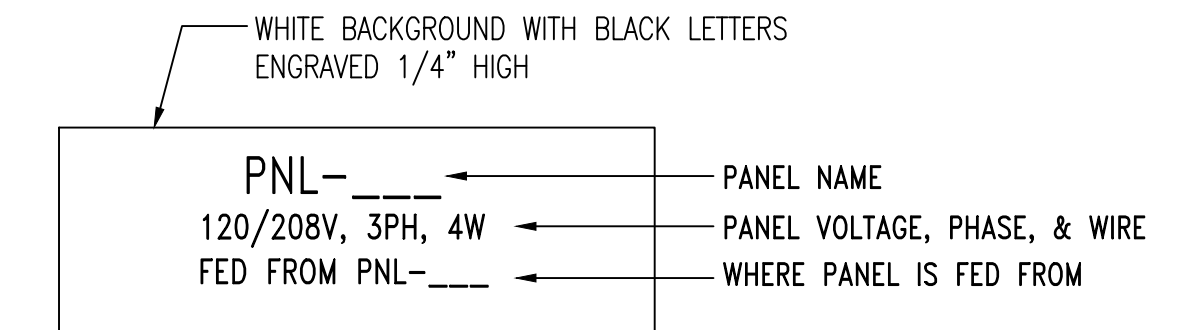 WHITE BACKGROUND WITH BLACK LETTERS
ENGRAVED 1/4" HIGH
PNL-___
PANEL NAME
120/208V, 3PH, 4W
PANEL VOLTAGE, PHASE, & WIRE
FED FROM PNL-___
WHERE PANEL IS FED FROM